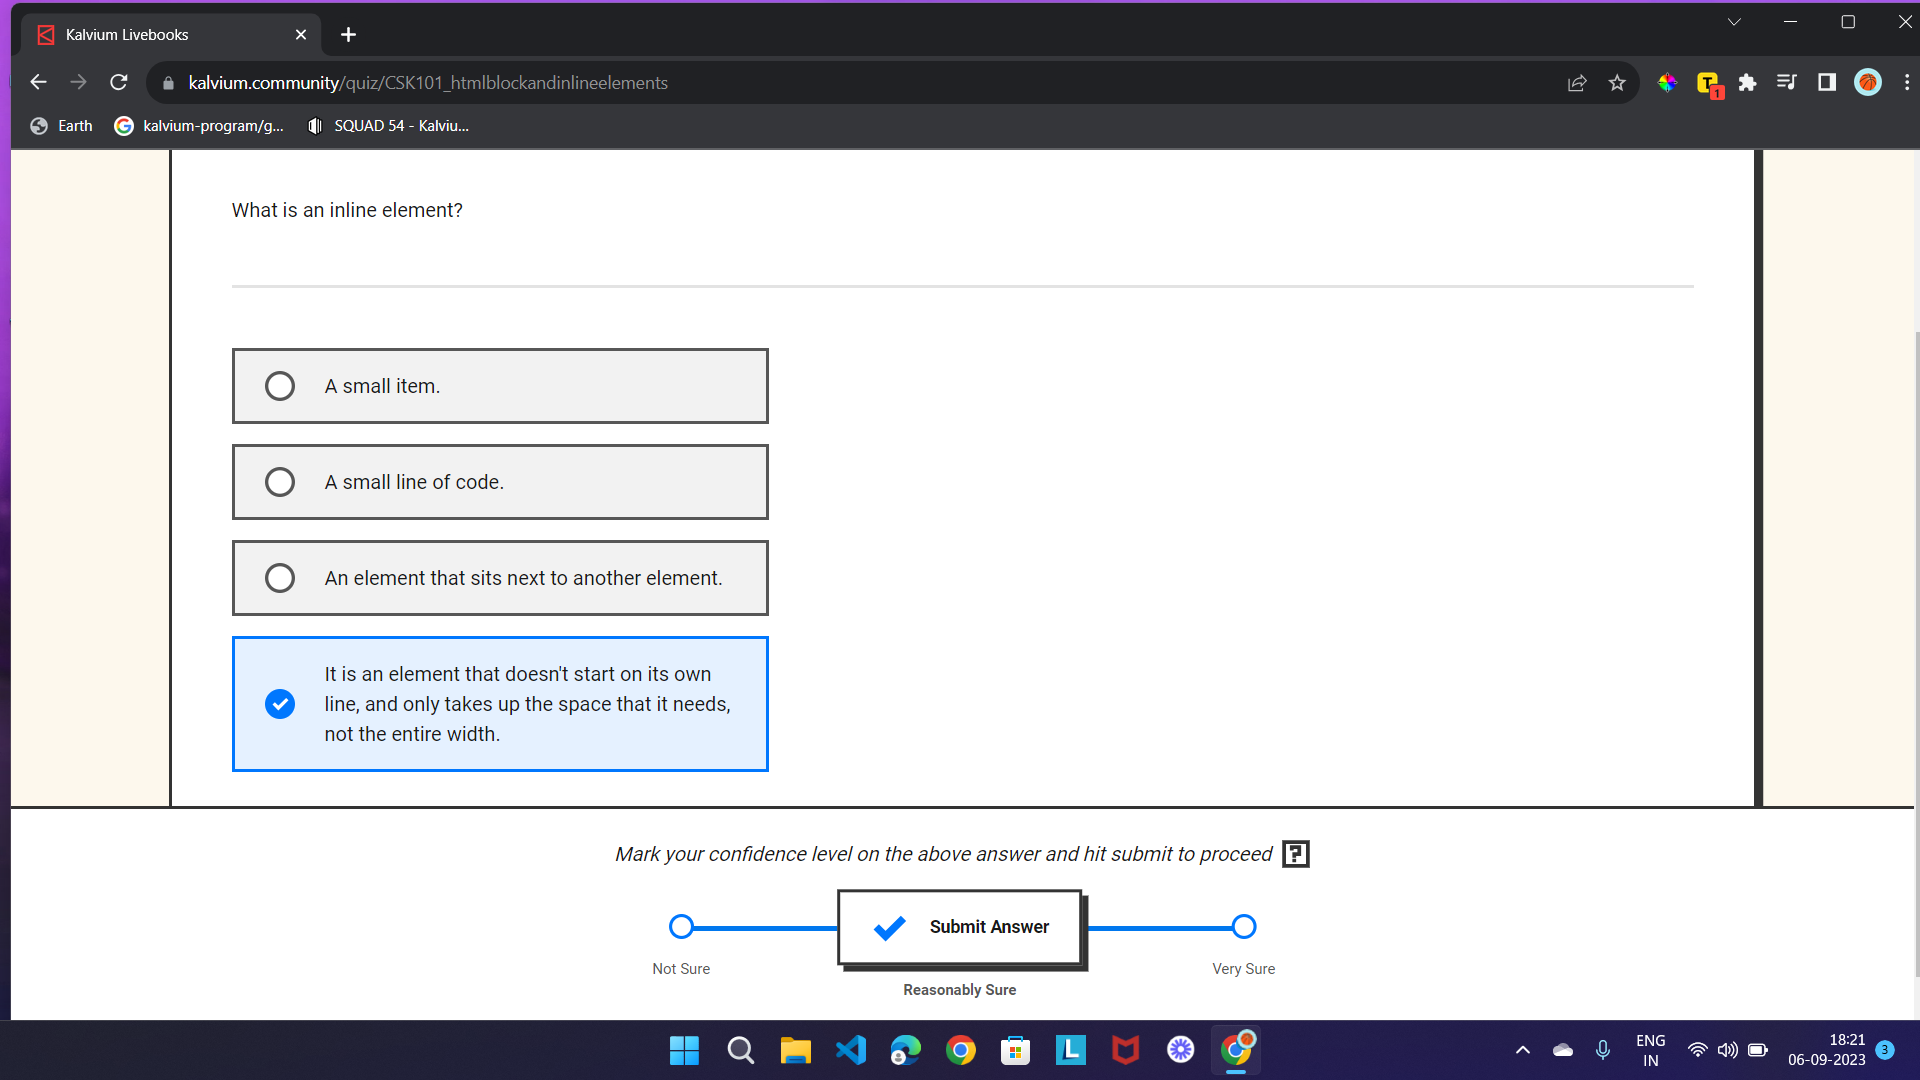 Kalvium Livebooks
kalvium.community/quiz/CSK101_htmlblockandinlineelements
T
1
Earth
kalvium-program/g...
SQUAD 54 - Kalviu...
What is an inline element?
A small item.
A small line of code.
An element that sits next to another element.
It is an element that doesn't start on its own
line, and only takes up the space that it needs,
not the entire width.
Mark your confidence level on the above answer and hit submit to proceed ?
Submit Answer
Not Sure
Very Sure
Reasonably Sure
L
ENG
IN
18:21
06-09-2023
3